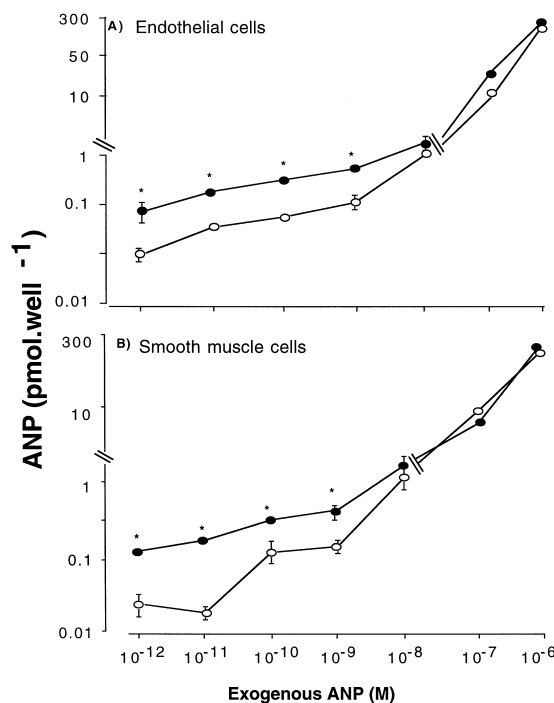 A) Endothelial cells
300
50
10
1
0.1
0.01
* * * *
ANP (pmol.well -1)
B) Smooth muscle cells
300
10
1
0.1
0.01
* * * *
10-12 10-11 10-10 10-9 10-8 10-7 10-6
Exogenous ANP (M)